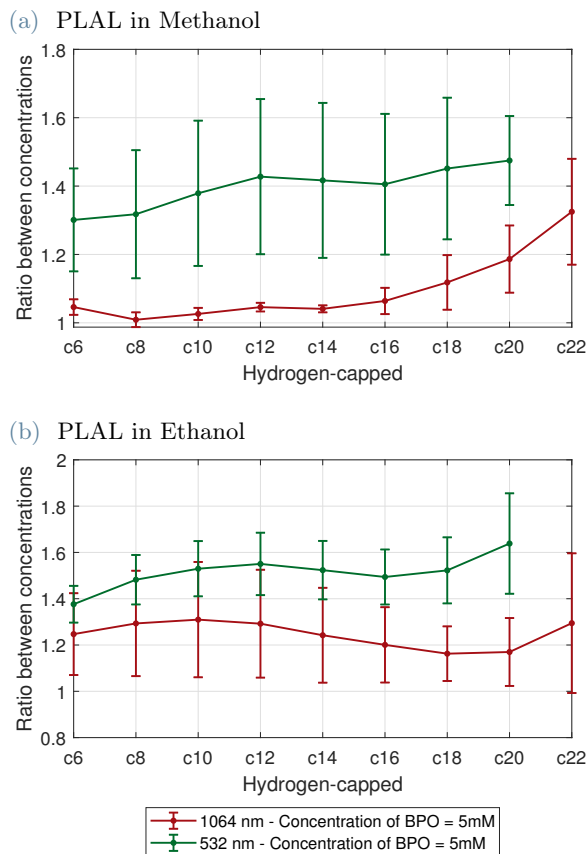 (a) PLAL in Methanol
1.8
1.6
1.4
1.2
1
Ratio between concentrations
c6 c8 c10 c12 c14 c16 c18 c20 c22
Hydrogen-capped
(b) PLAL in Ethanol
2
1.8
1.6
1.4
1.2
1
0.8
Ratio between concentrations
c6 c8 c10 c12 c14 c16 c18 c20 c22
Hydrogen-capped
1064 nm - Concentration of BPO = 5mM
532 nm - Concentration of BPO = 5mM